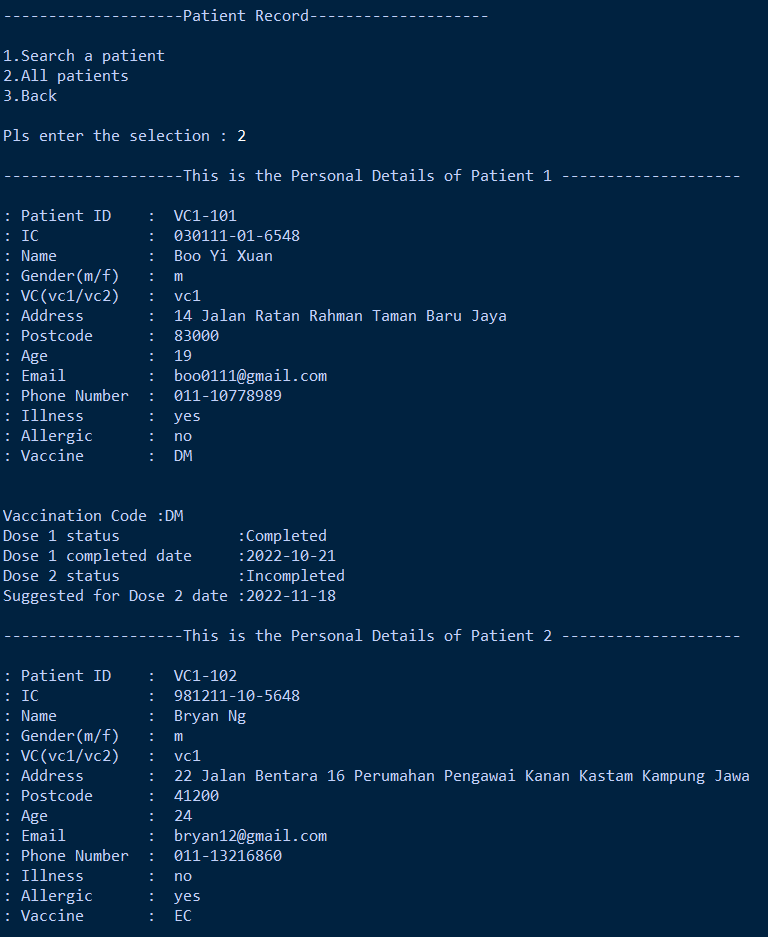 --------------------Patient Record--------------------
1.Search a patient
2.All patients
3.Back
Pls enter the selection : 2
--------------------This is the Personal Details of Patient 1 --------------------
: Patient ID    :  VC1-101
: IC            :  030111-01-6548
: Name          :  Boo Yi Xuan
: Gender(m/f)   :  m
: VC(vc1/vc2)   :  vc1
: Address       :  14 Jalan Ratan Rahman Taman Baru Jaya
: Postcode      :  83000
: Age           :  19
: Email         :  boo0111@gmail.com
: Phone Number  :  011-10778989
: Illness       :  yes
: Allergic      :  no
: Vaccine       :  DM
Vaccination Code :DM
Dose 1 status             :Completed
Dose 1 completed date     :2022-10-21
Dose 2 status             :Incompleted
Suggested for Dose 2 date :2022-11-18
--------------------This is the Personal Details of Patient 2 --------------------
: Patient ID    :  VC1-102
: IC            :  981211-10-5648
: Name          :  Bryan Ng
: Gender(m/f)   :  m
: VC(vc1/vc2)   :  vc1
: Address       :  22 Jalan Bentara 16 Perumahan Pengawai Kanan Kastam Kampung Jawa
: Postcode      :  41200
: Age           :  24
: Email         :  bryan12@gmail.com
: Phone Number  :  011-13216860
: Illness       :  no
: Allergic      :  yes
: Vaccine       :  EC